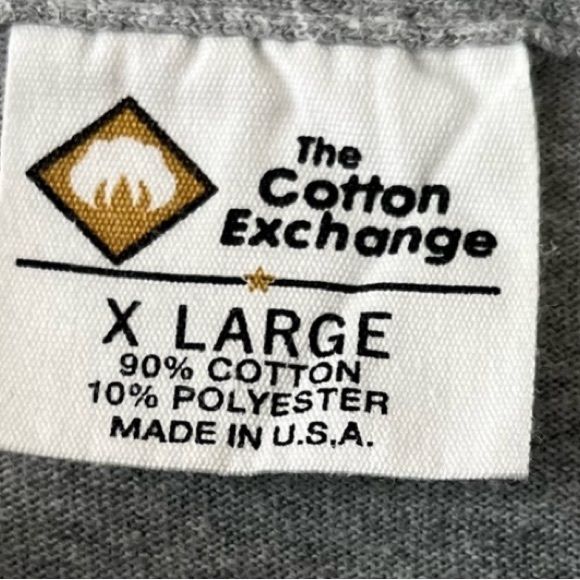 The
Cotton
Exchange
X LARGE
90% COTTON
10% POLYESTER
MADE IN U.S.A.